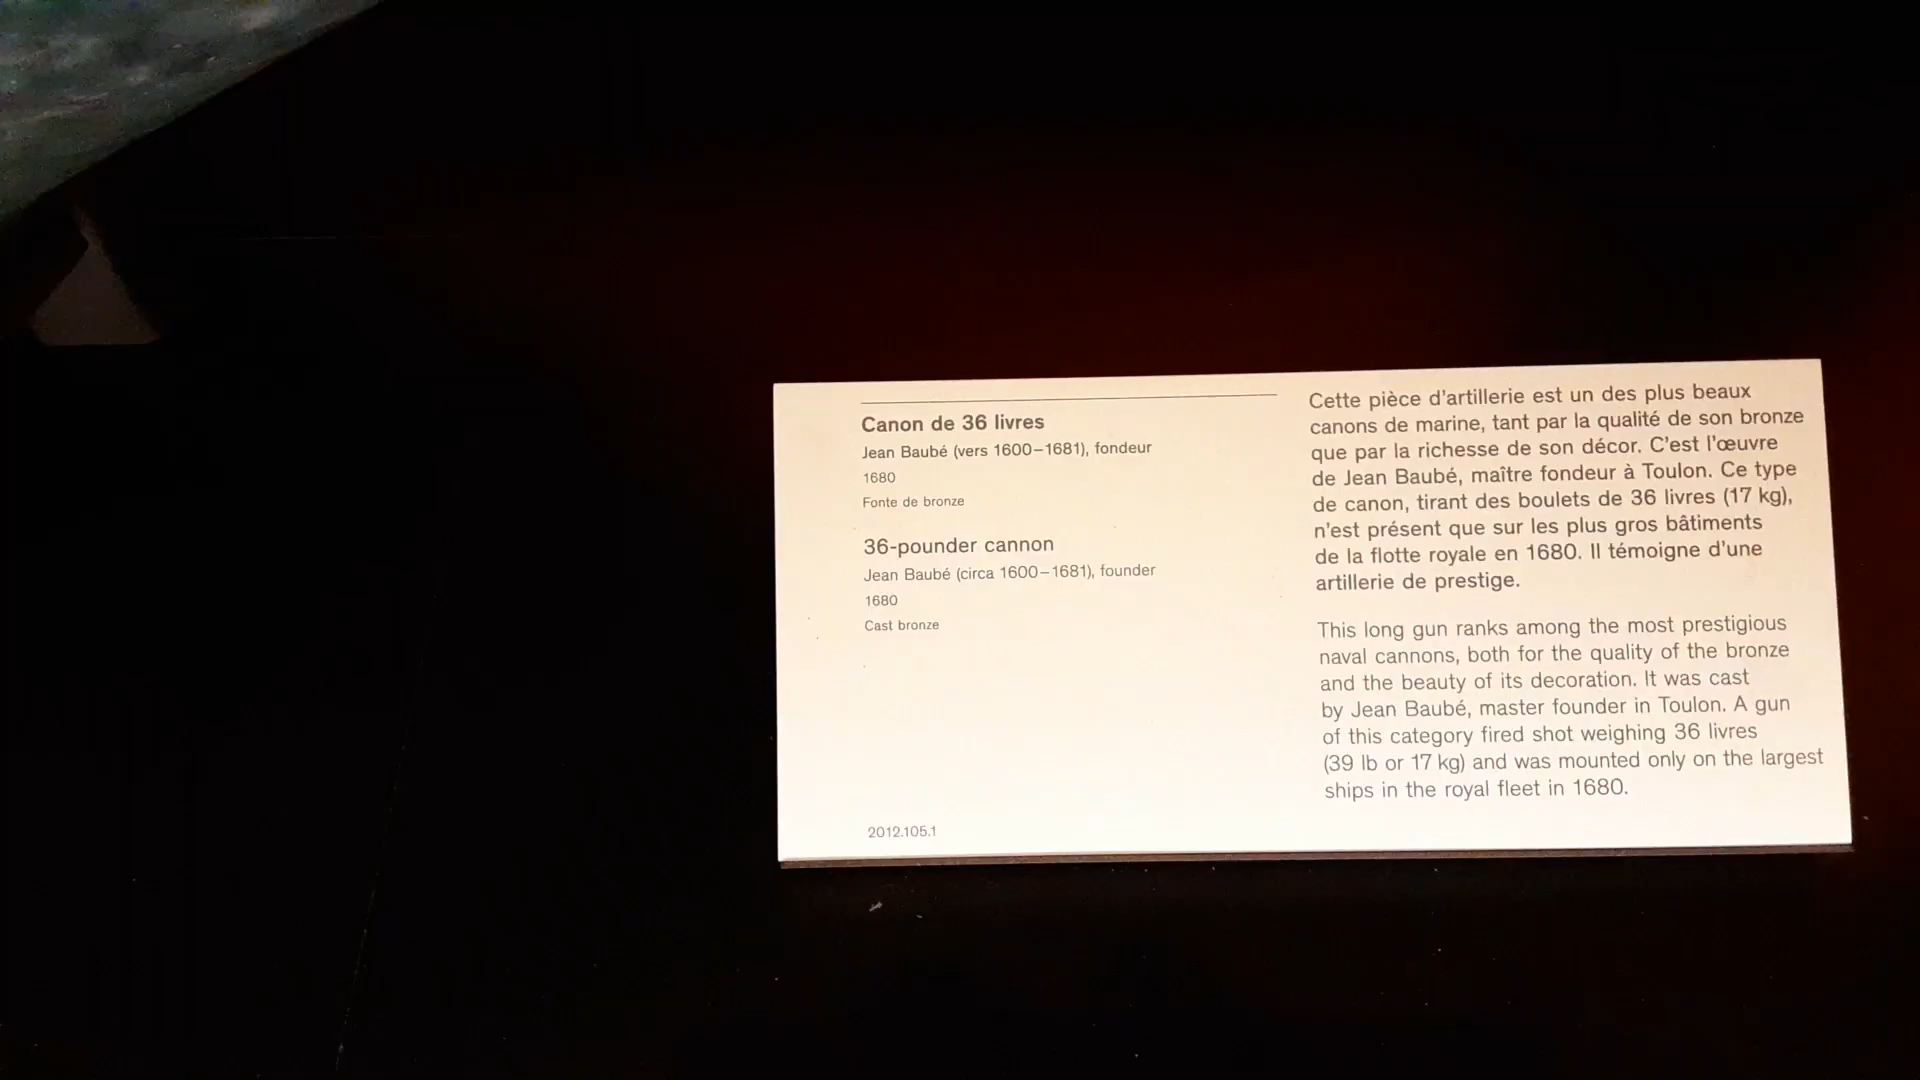 Canon de 36 livres
Jean Baubé (vers 1600–1681), fondeur
1680
Fonte de bronze
36-pounder cannon
Jean Baubé (circa 1600–1681), founder
1680
Cast bronze
2012.105.1
Cette pièce d'artillerie est un des plus beaux
canons de marine, tant par la qualité de son bronze
que par la richesse de son décor. C'est l'œuvre
de Jean Baubé, maître fondeur à Toulon. Ce type
de canon, tirant des boulets de 36 livres (17 kg),
n'est présent que sur les plus gros bâtiments
de la flotte royale en 1680. Il témoigne d'une
artillerie de prestige.
This long gun ranks among the most prestigious
naval cannons, both for the quality of the bronze
and the beauty of its decoration. It was cast
by Jean Baubé, master founder in Toulon. A gun
of this category fired shot weighing 36 livres
(39 lb or 17 kg) and was mounted only on the largest
ships in the royal fleet in 1680.